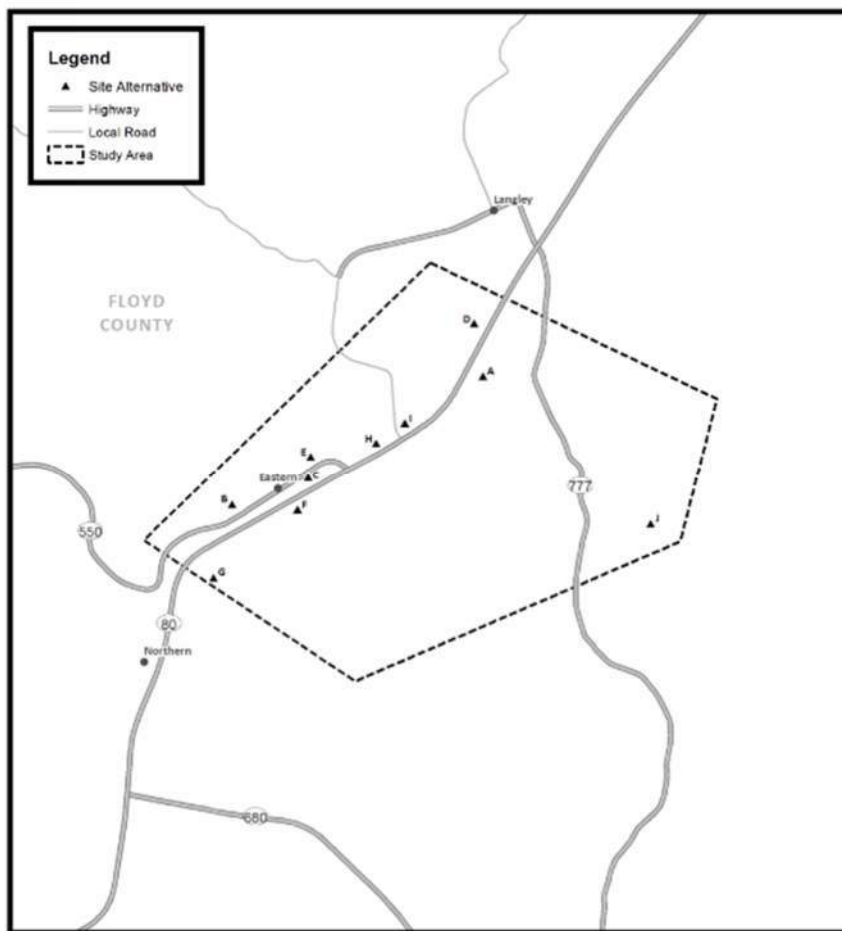 Legend
Site Alternative
Highway
Local Road
Study Area
Langley
FLOYD
COUNTY
D
A
I
H
E
C
Eastern
777
B
F
J
550
G
80
Northern
680